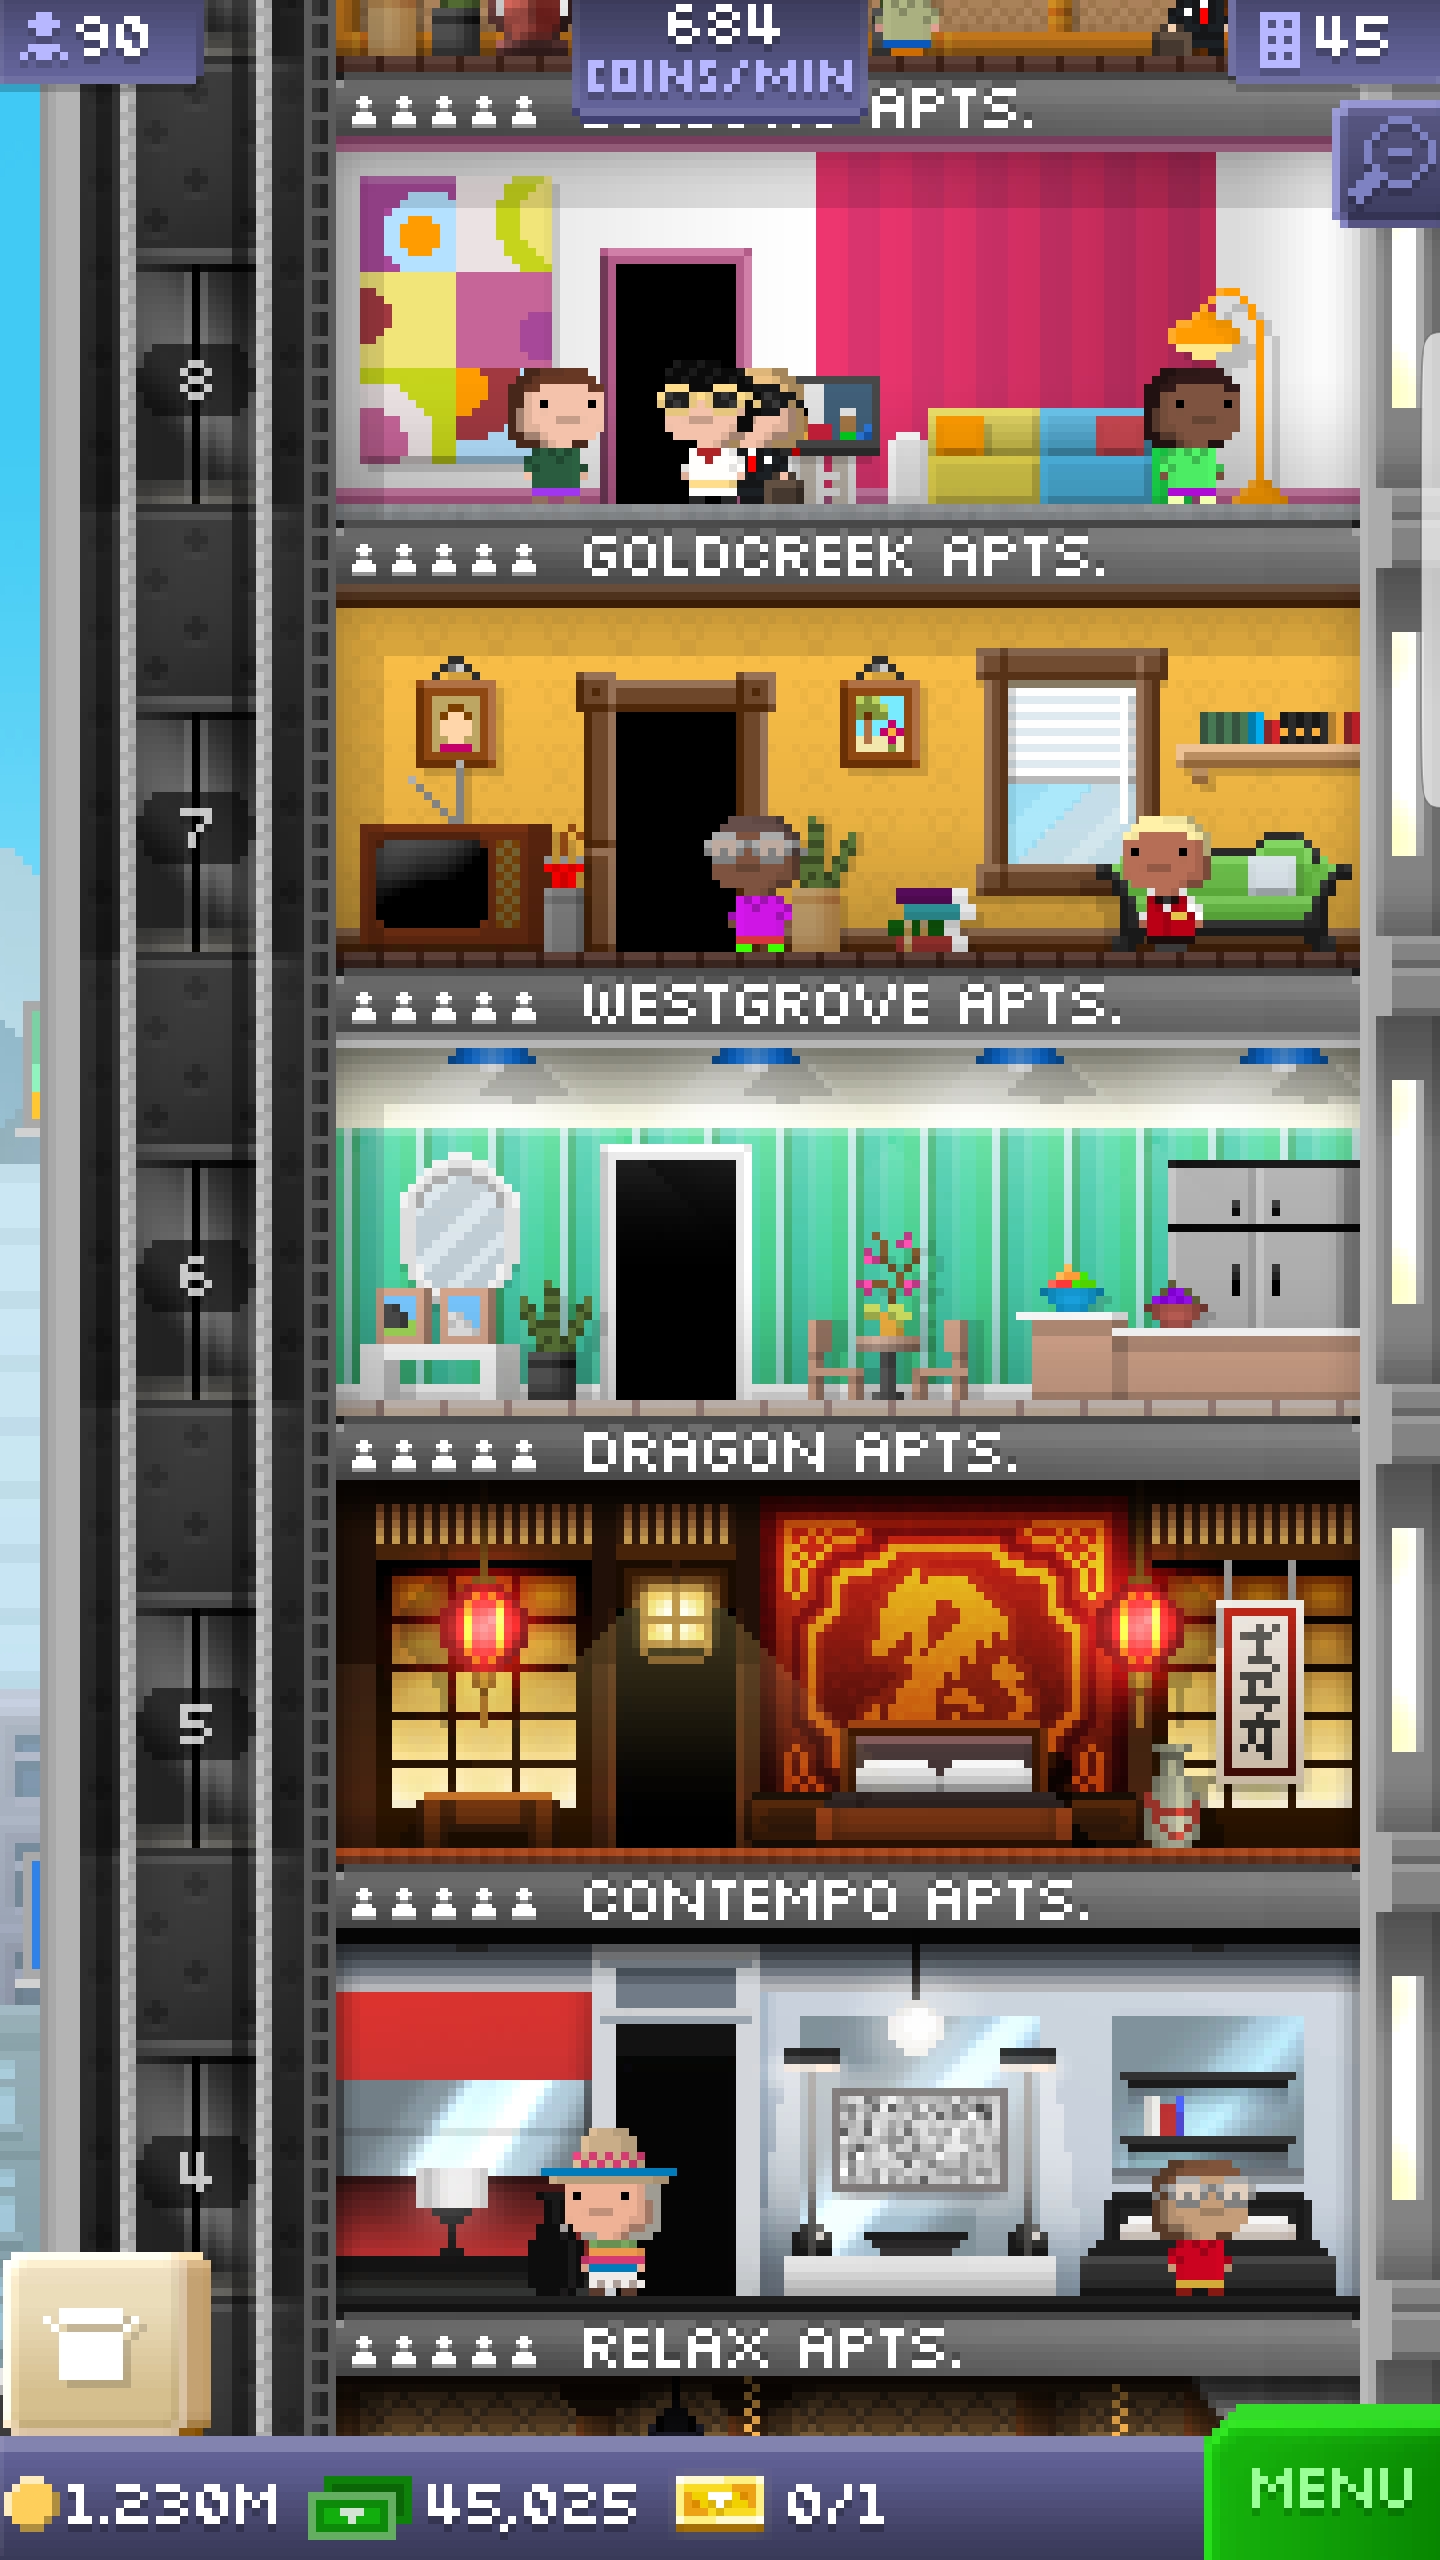 90
684
COINS/MIN
45
APTS.
8
GOLDCREEK APTS.
7
WESTGROVE APTS.
6
DRAGON APTS.
5
CONTEMPO APTS.
4
RELAX APTS.
1.230M
45,025
0/1
MENU